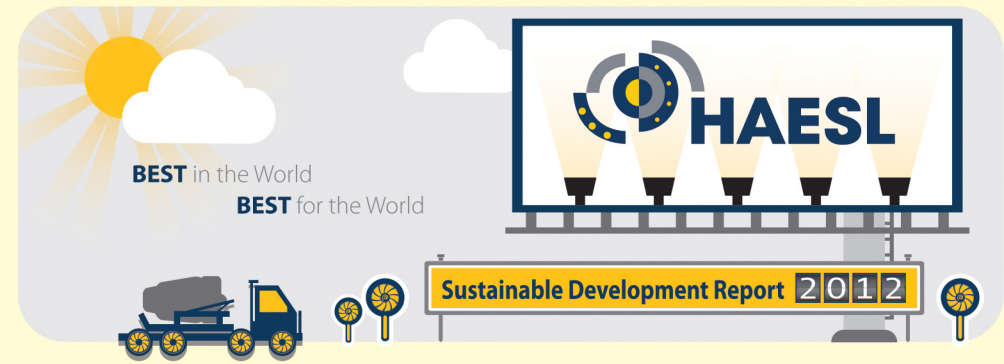 HAESL
BEST in the World
BEST for the World
Sustainable Development Report 2012